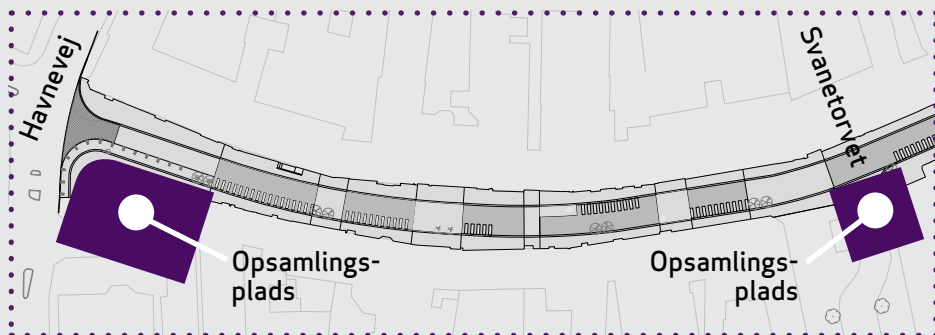 Havnevej
Svanetorvet
Opsamlings-
plads
Opsamlings-
plads